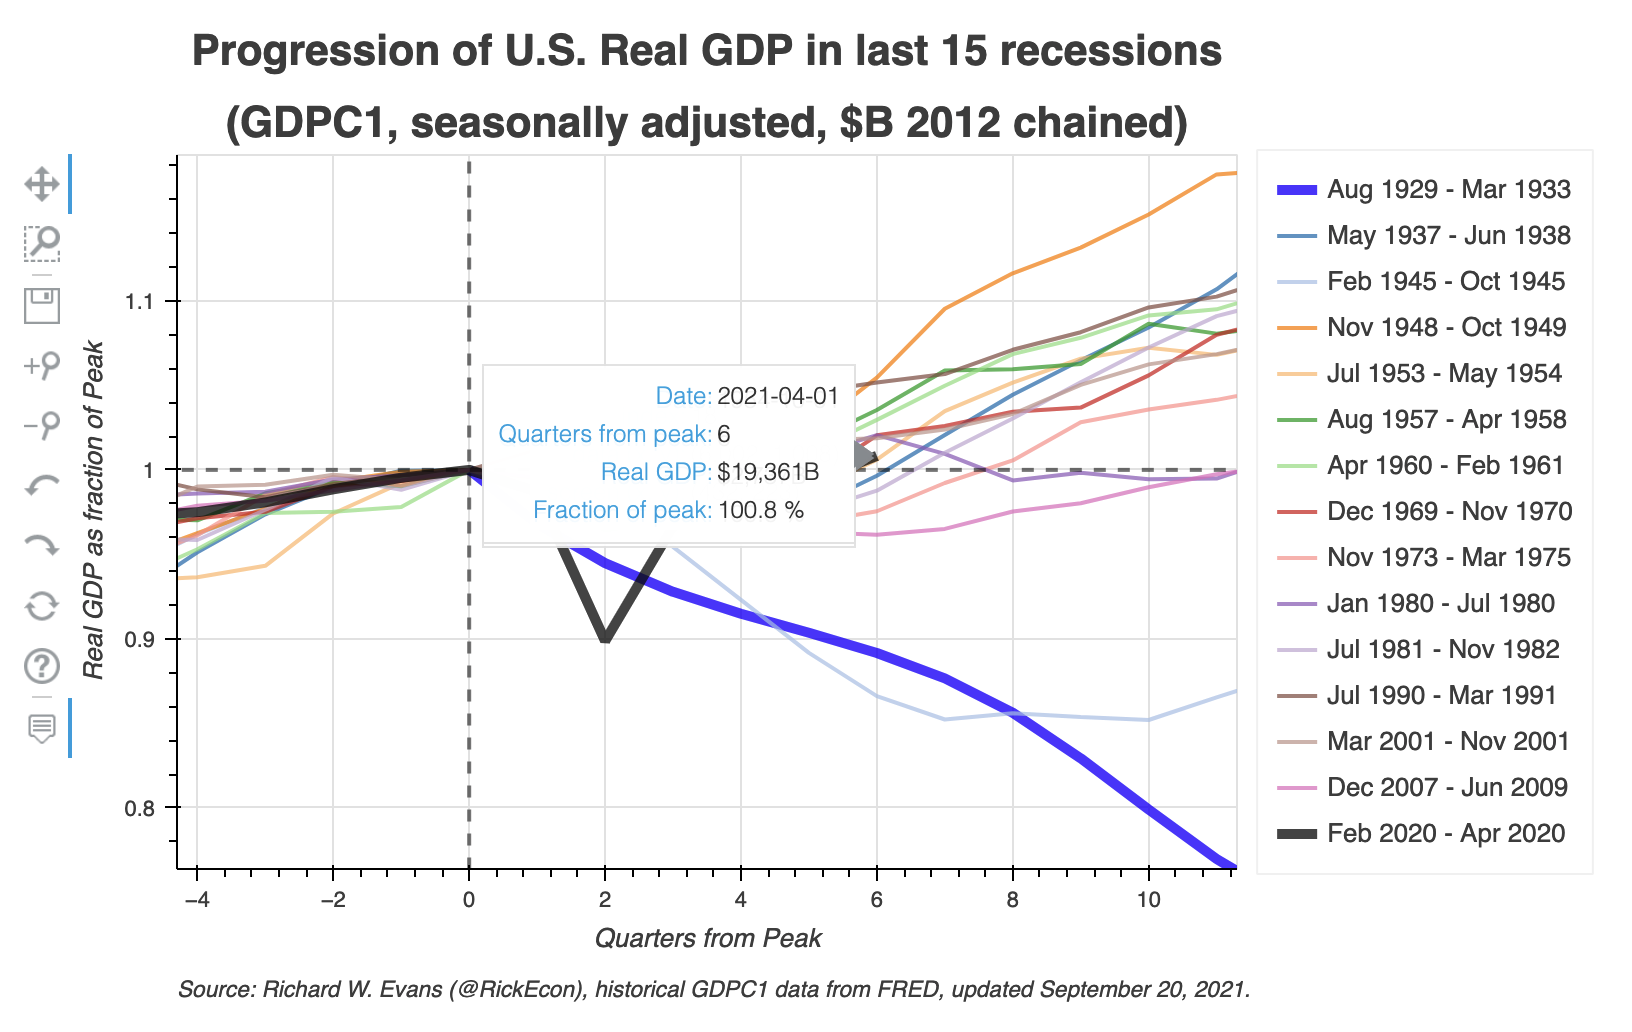 Progression of U.S. Real GDP in last 15 recessions
(GDPC1, seasonally adjusted, $B 2012 chained)
Real GDP as fraction of Peak
1.1
1
0.9
0.8
Date: 2021-04-01
Quarters from peak: 6
Real GDP: $19,361B
Fraction of peak: 100.8 %
−4 −2 0 2 4 6 8 10
Quarters from Peak
Aug 1929 - Mar 1933
May 1937 - Jun 1938
Feb 1945 - Oct 1945
Nov 1948 - Oct 1949
Jul 1953 - May 1954
Aug 1957 - Apr 1958
Apr 1960 - Feb 1961
Dec 1969 - Nov 1970
Nov 1973 - Mar 1975
Jan 1980 - Jul 1980
Jul 1981 - Nov 1982
Jul 1990 - Mar 1991
Mar 2001 - Nov 2001
Dec 2007 - Jun 2009
Feb 2020 - Apr 2020
Source: Richard W. Evans (@RickEcon), historical GDPC1 data from FRED, updated September 20, 2021.